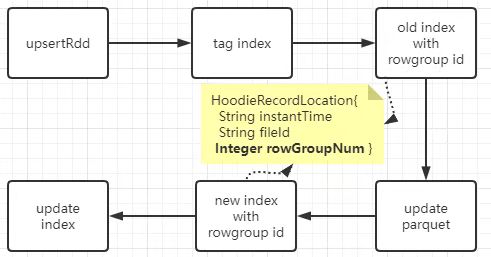 upsertRdd
tag index
old index
with
rowgroup id
HoodieRecordLocation{
String instantTime
String fileId
Integer rowGroupNum }
update
index
new index
with
rowgroup id
update
parquet